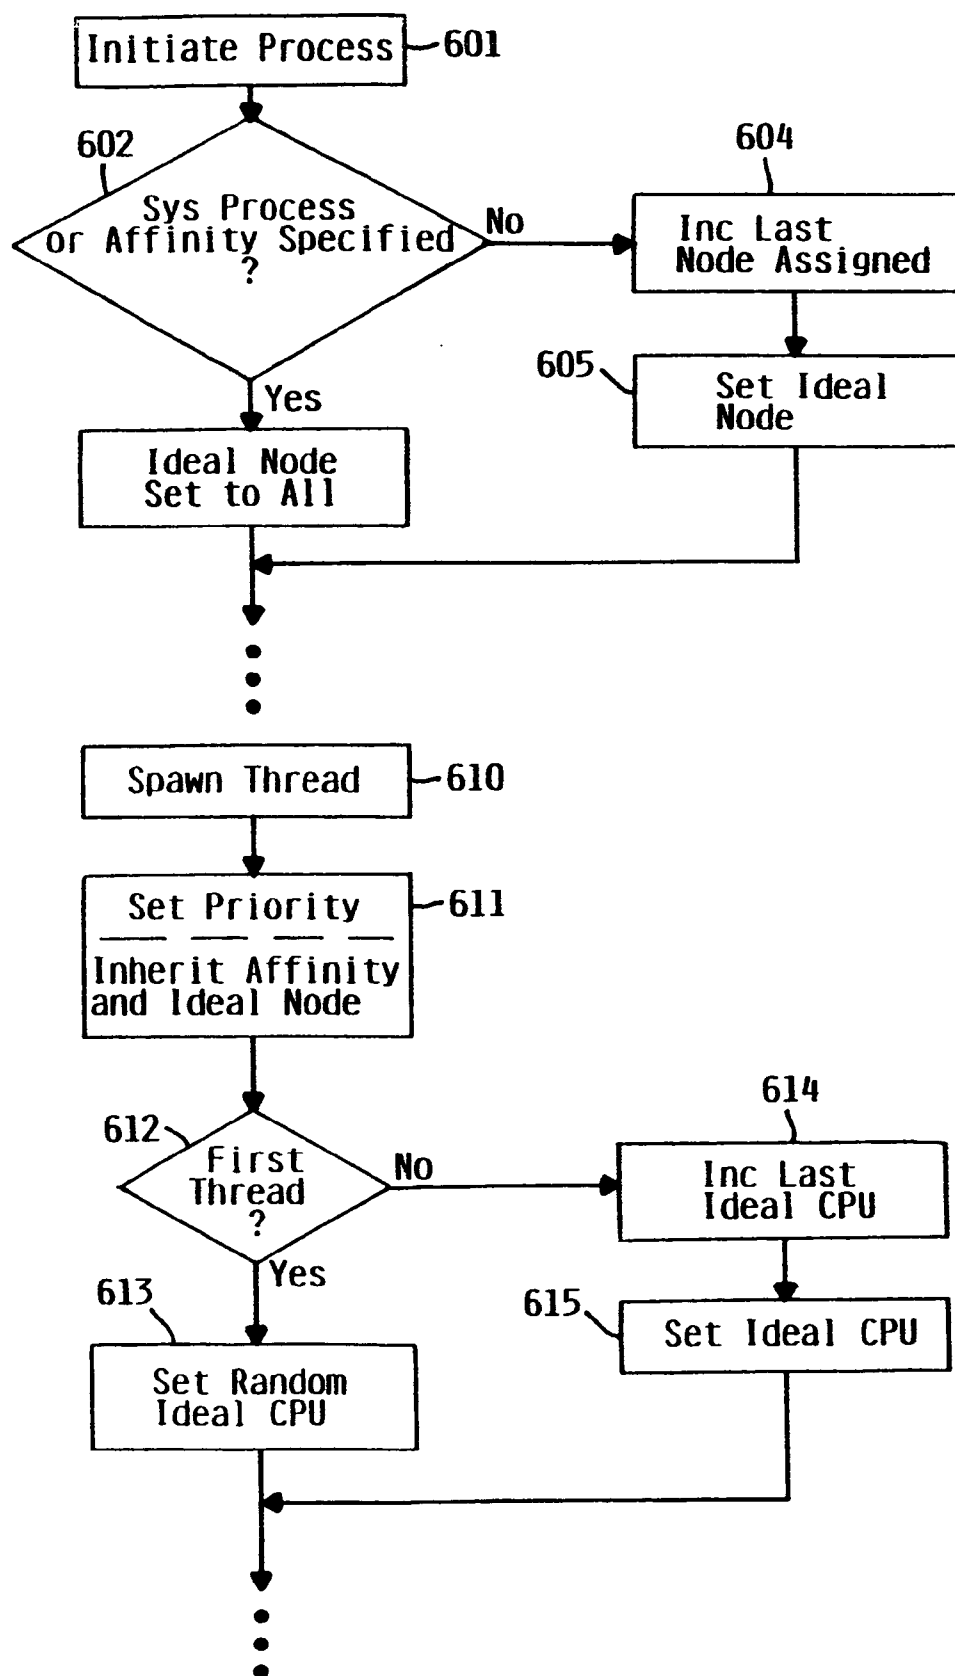 Initiate Process
601
602
Sys Process
or Affinity Specified
?
No
Yes
604
Inc Last
Node Assigned
605
Set Ideal
Node
Ideal Node
Set to All
Spawn Thread
610
Set Priority
611
Inherit Affinity
and Ideal Node
612
First
Thread
?
No
Yes
614
Inc Last
Ideal CPU
615
Set Ideal CPU
613
Set Random
Ideal CPU